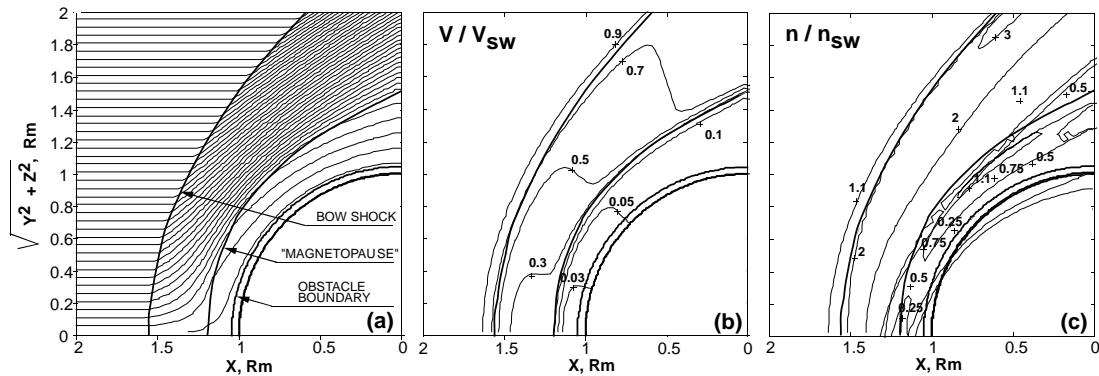 2
1.8
1.6
1.4
1.2
1
0.8
0.6
0.4
0.2
0
√Y² + Z², Rm
BOW SHOCK
"MAGNETOPAUSE"
OBSTACLE
BOUNDARY
(a)
2 1.5 1 0.5 0
X, Rm
V / Vsw
0.9
0.7
0.1
0.5
0.05
0.3
0.03
(b)
2 1.5 1 0.5 0
X, Rm
n / nsw
3
1.1
0.5
2
0.75
0.5
1.1
1.1
0.25
0.75
2
0.5
0.25
(c)
2 1.5 1 0.5 0
X, Rm